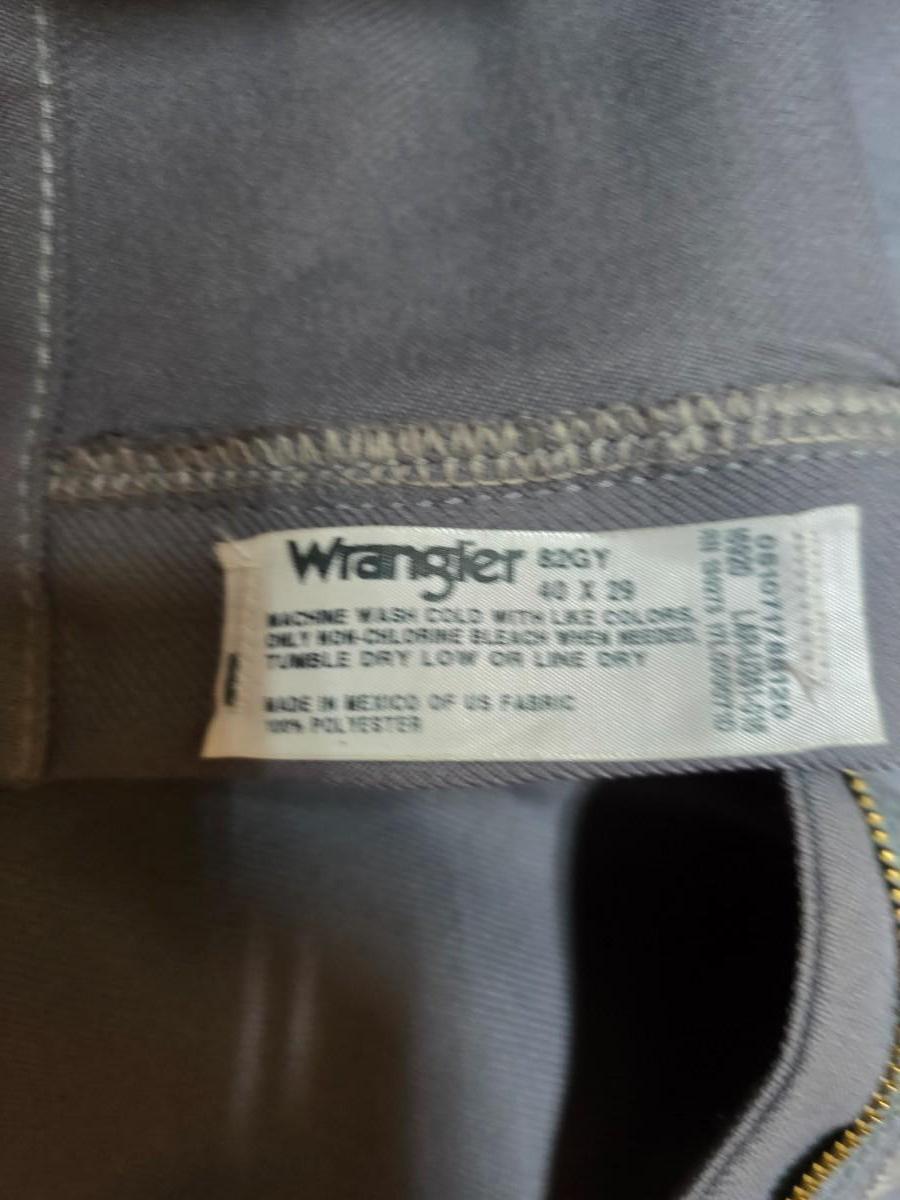 Wrangler 82GY
40 X 29
MACHINE WASH COLD WITH LIKE COLORS.
ONLY NON-CHLORINE BLEACH WHEN NEEDED.
TUMBLE DRY LOW OR LINE DRY
MADE IN MEXICO OF US FABRIC
100% POLYESTER